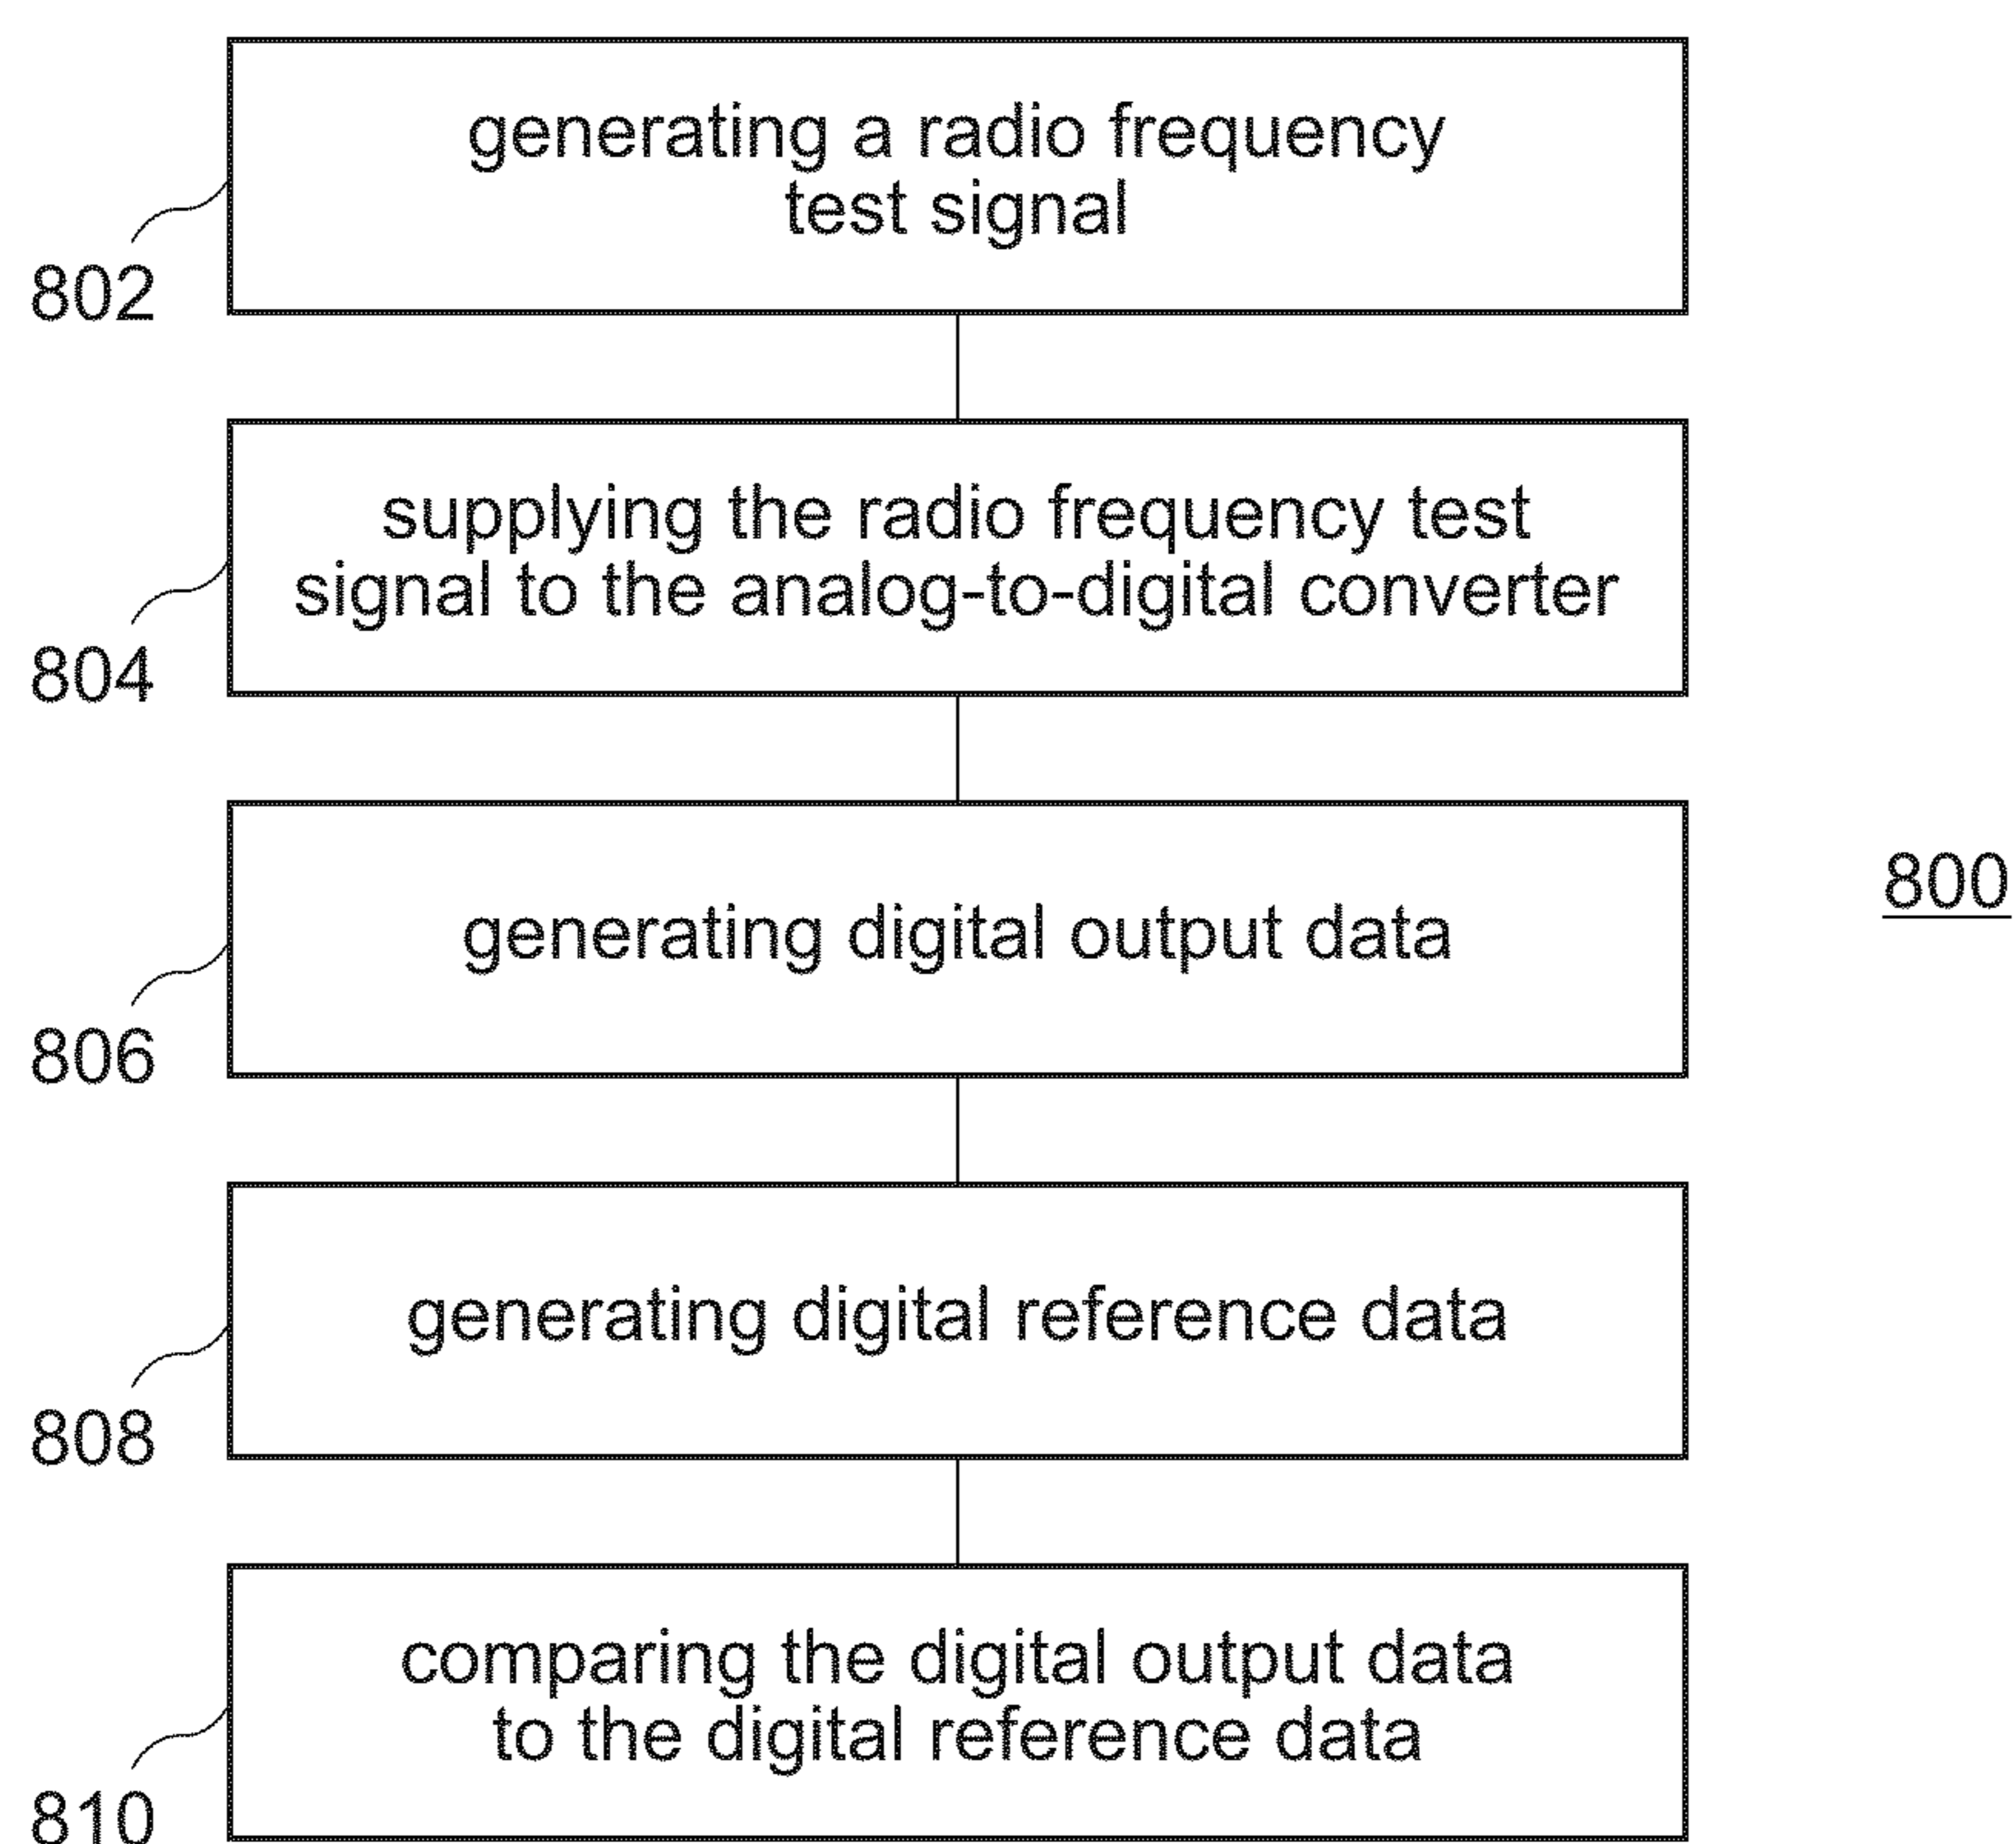 generating a radio frequency
test signal
802
supplying the radio frequency test
signal to the analog-to-digital converter
804
generating digital output data
800
806
generating digital reference data
808
comparing the digital output data
to the digital reference data
810